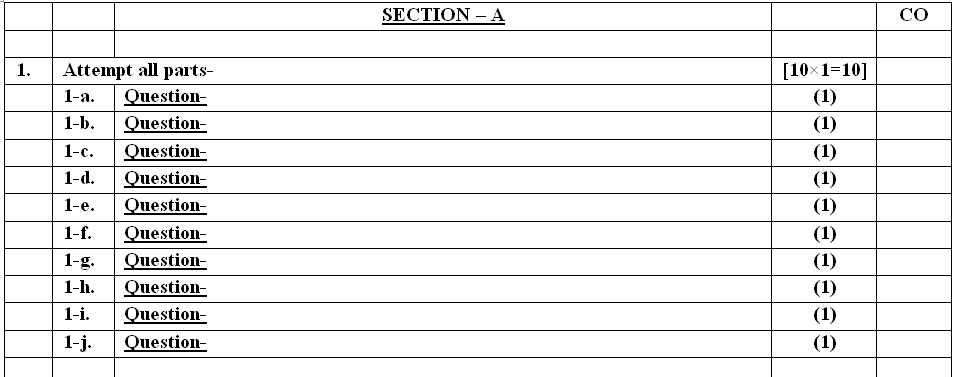 SECTION – A CO
1. Attempt all parts- [10×1=10]
1-a. Question- (1)
1-b. Question- (1)
1-c. Question- (1)
1-d. Question- (1)
1-e. Question- (1)
1-f. Question- (1)
1-g. Question- (1)
1-h. Question- (1)
1-i. Question- (1)
1-j. Question- (1)